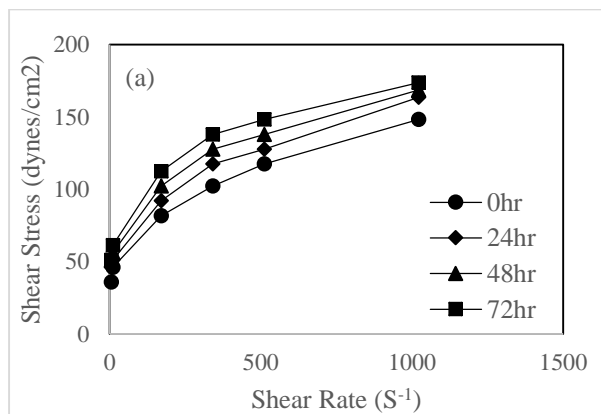 200
150
100
50
0
Shear Stress (dynes/cm2)
(a)
0hr
24hr
48hr
72hr
0 500 1000 1500
Shear Rate (S⁻¹)